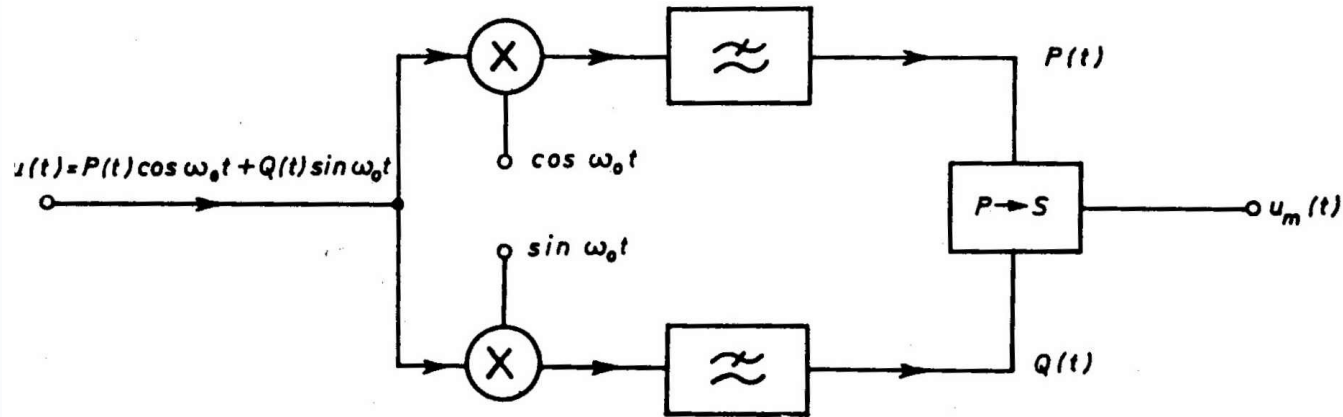 P(t)
u(t)=P(t)cos ω₀t+Q(t)sin ω₀t
cos ω₀t
P→S
uₘ(t)
sin ω₀t
Q(t)